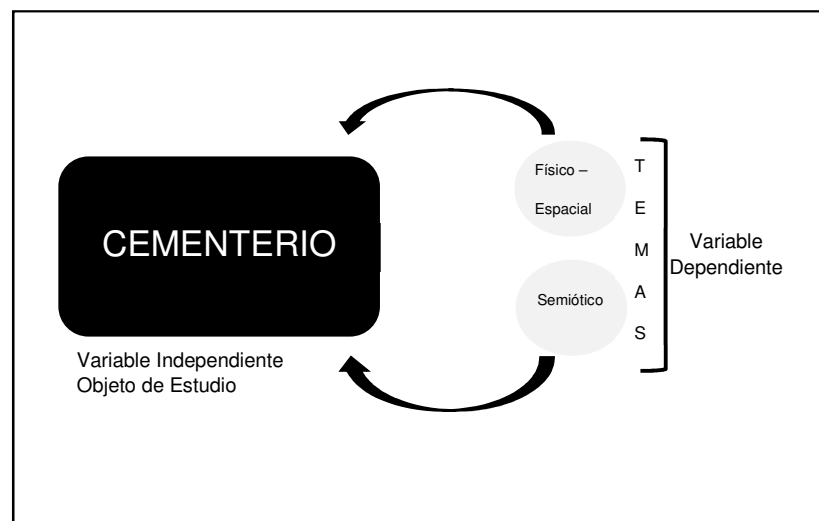 CEMENTERIO
Variable Independiente
Objeto de Estudio
Físico –
Espacial
Semiótico
T
E
M
A
S
Variable
Dependiente